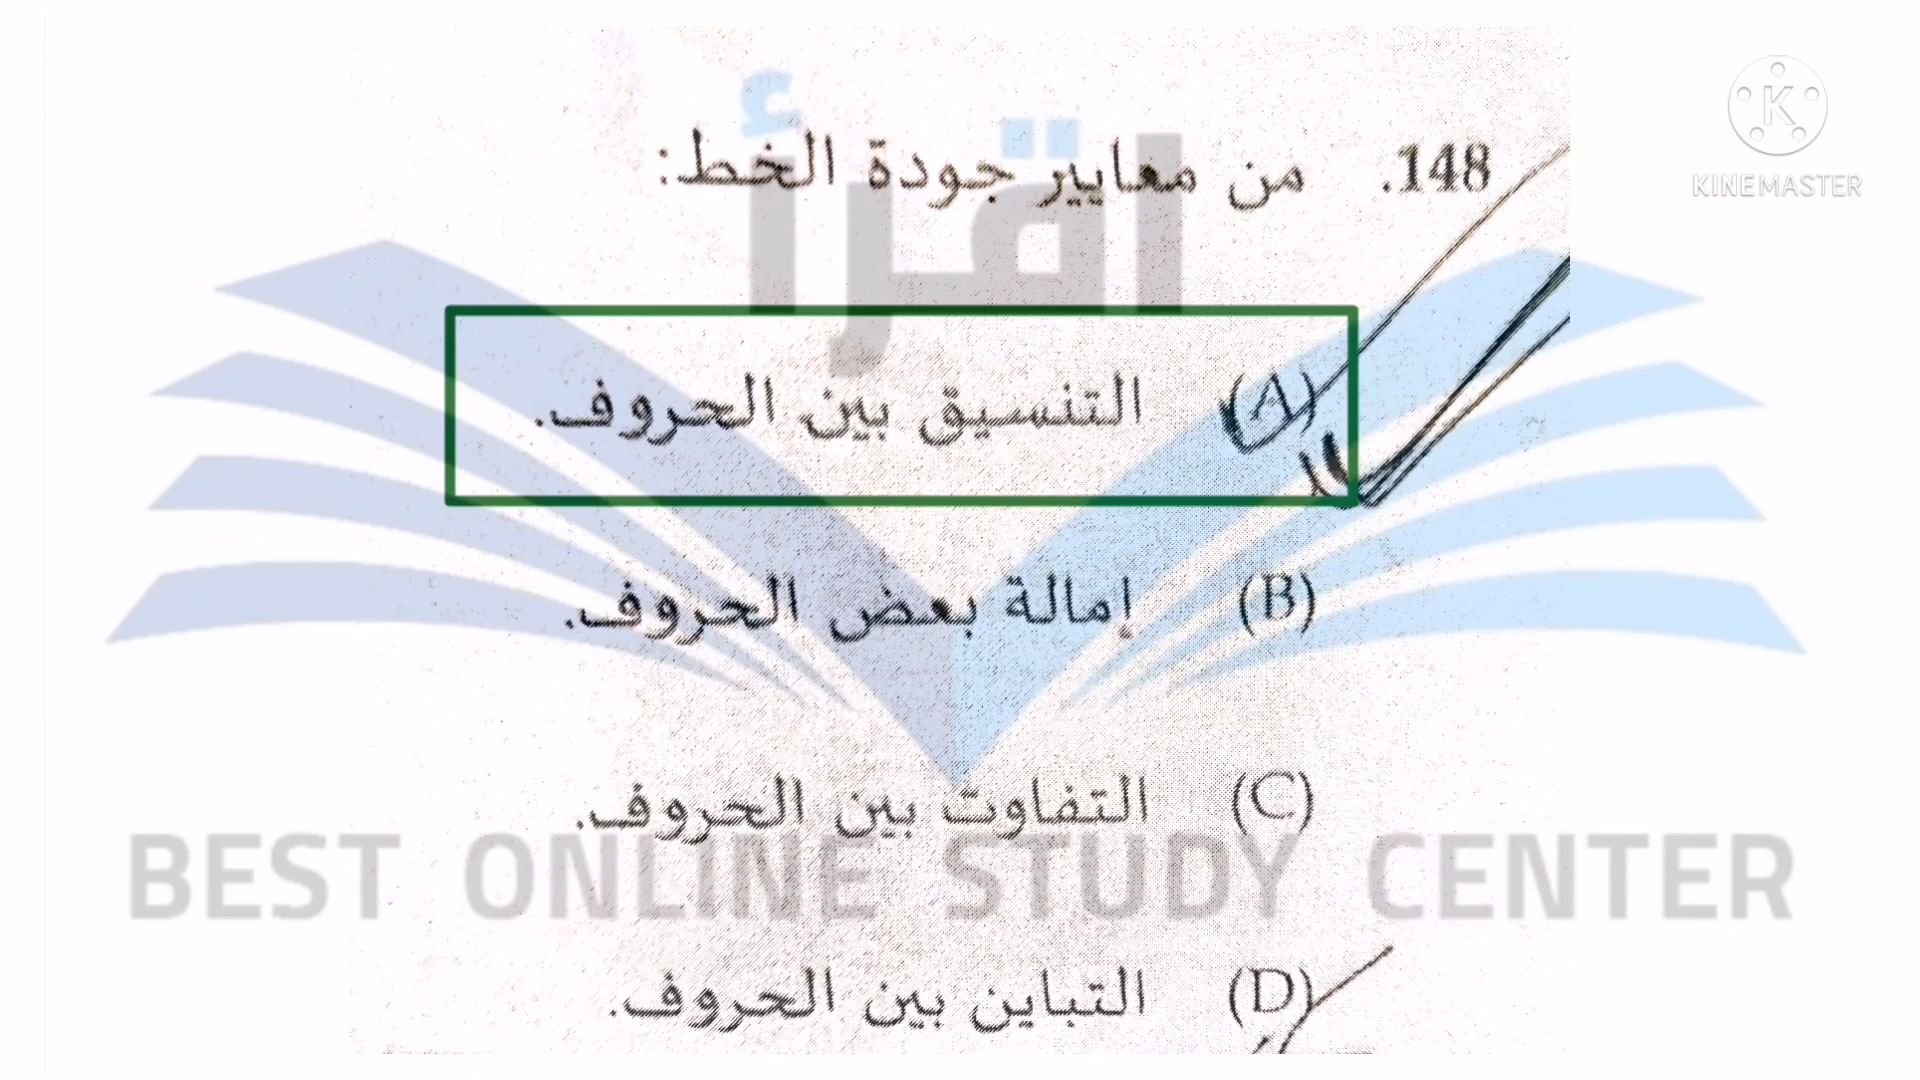 148. من معايير جودة الخط:
(A) التنسيق بين الحروف.
(B) إمالة بعض الحروف.
(C) التفاوت بين الحروف.
(D) التباين بين الحروف.
اقرأ
BEST ONLINE STUDY CENTER
K
KINEMASTER